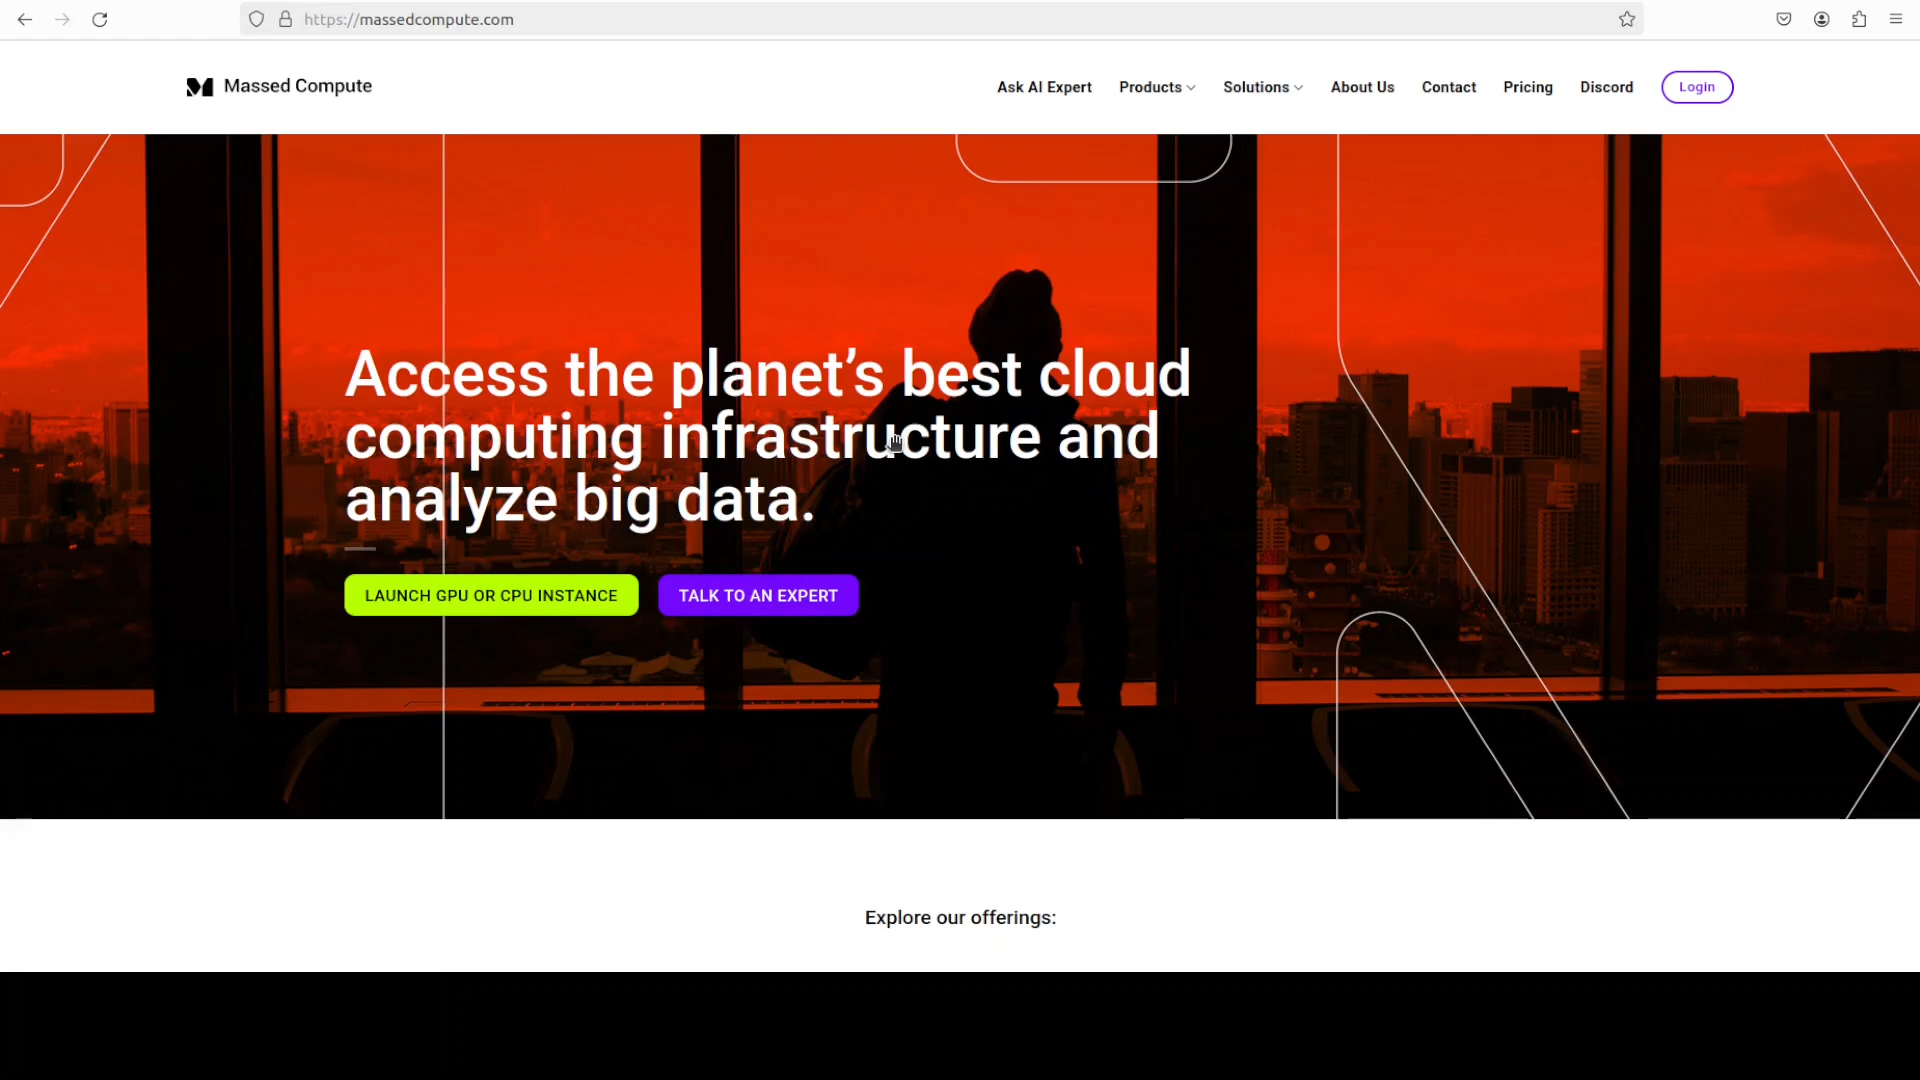 https://massedcompute.com
Massed Compute
Ask AI Expert
Products
Solutions
About Us
Contact
Pricing
Discord
Login
Access the planet’s best cloud
computing infrastructure and
analyze big data.
LAUNCH GPU OR CPU INSTANCE
TALK TO AN EXPERT
Explore our offerings: